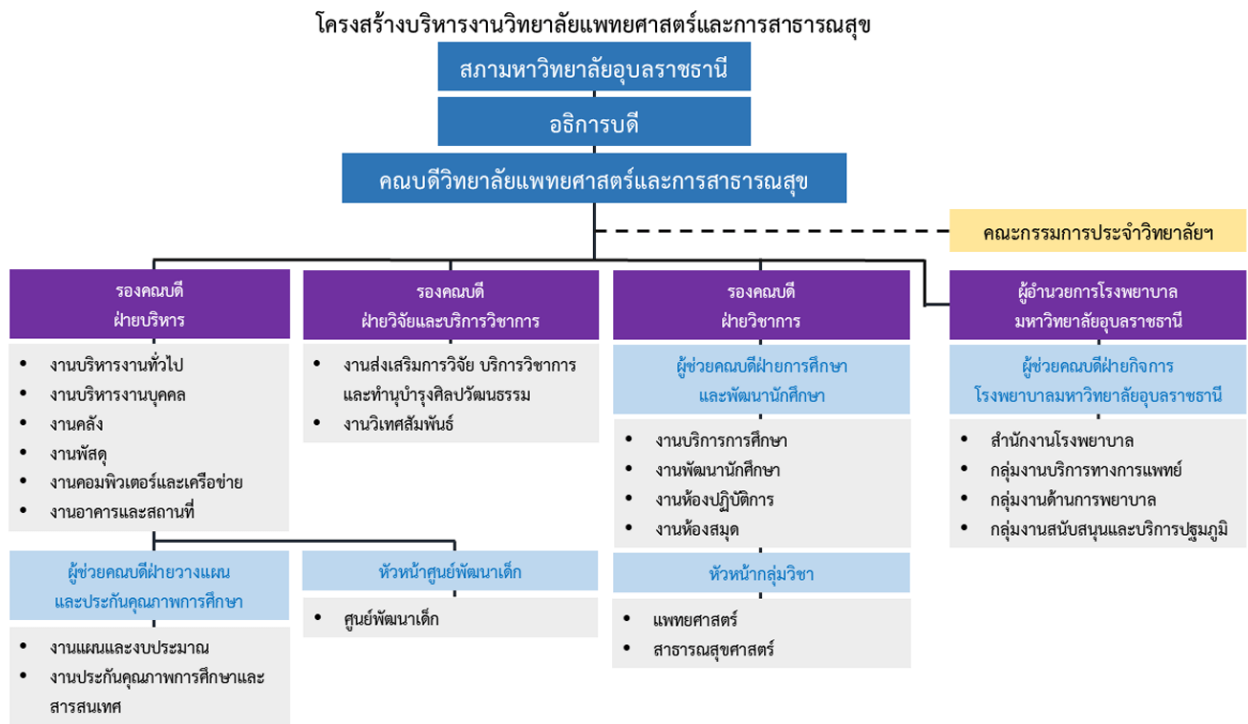 โครงสร้างบริหารงานวิทยาลัยแพทยศาสตร์และการสาธารณสุข
สภามหาวิทยาลัยอุบลราชธานี
อธิการบดี
คณบดีวิทยาลัยแพทยศาสตร์และการสาธารณสุข
คณะกรรมการประจำวิทยาลัยฯ
รองคณบดี
ฝ่ายบริหาร
• งานบริหารงานทั่วไป
• งานบริหารงานบุคคล
• งานคลัง
• งานพัสดุ
• งานคอมพิวเตอร์และเครือข่าย
• งานอาคารและสถานที่
ผู้ช่วยคณบดีฝ่ายวางแผน
และประกันคุณภาพการศึกษา
• งานแผนและงบประมาณ
• งานประกันคุณภาพการศึกษาและ
สารสนเทศ
รองคณบดี
ฝ่ายวิจัยและบริการวิชาการ
• งานส่งเสริมการวิจัย บริการวิชาการ
และทำนุบำรุงศิลปวัฒนธรรม
• งานวิเทศสัมพันธ์
หัวหน้าศูนย์พัฒนาเด็ก
• ศูนย์พัฒนาเด็ก
รองคณบดี
ฝ่ายวิชาการ
ผู้ช่วยคณบดีฝ่ายการศึกษา
และพัฒนานักศึกษา
• งานบริการการศึกษา
• งานพัฒนานักศึกษา
• งานห้องปฏิบัติการ
• งานห้องสมุด
หัวหน้ากลุ่มวิชา
• แพทยศาสตร์
• สาธารณสุขศาสตร์
ผู้อำนวยการโรงพยาบาล
มหาวิทยาลัยอุบลราชธานี
ผู้ช่วยคณบดีฝ่ายกิจการ
โรงพยาบาลมหาวิทยาลัยอุบลราชธานี
• สำนักงานโรงพยาบาล
• กลุ่มงานบริการทางการแพทย์
• กลุ่มงานด้านการพยาบาล
• กลุ่มงานสนับสนุนและบริการปฐมภูมิ